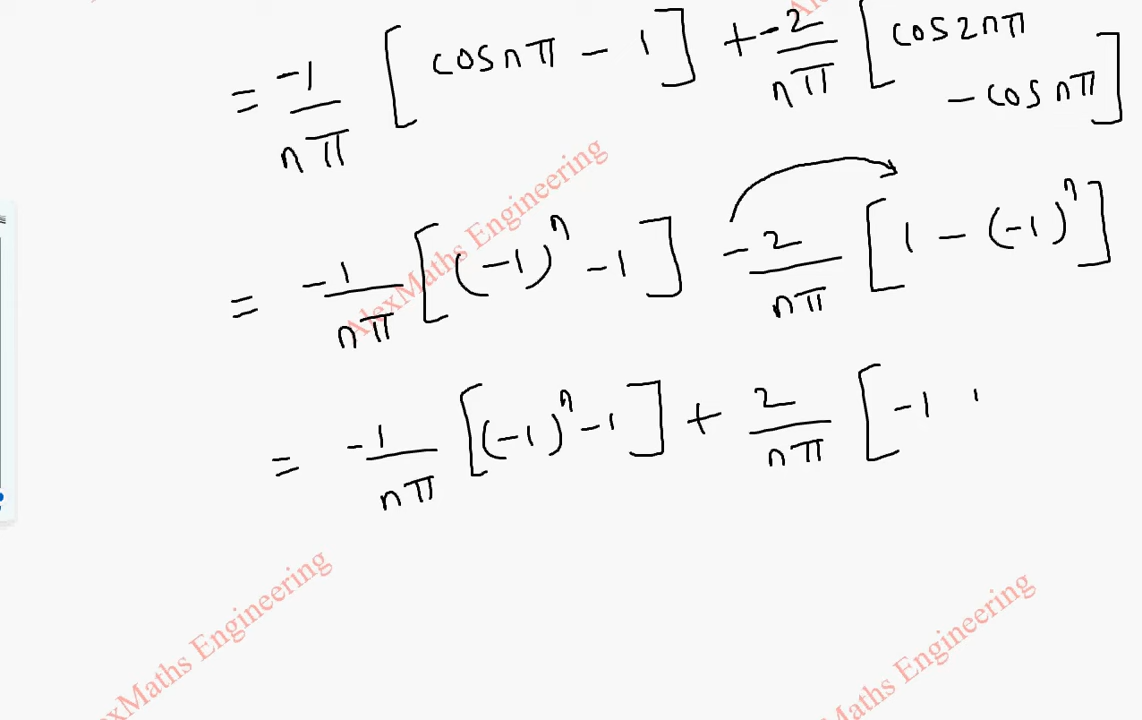 = -1/nπ [cos nπ - 1] + -2/nπ [cos 2nπ
- cos nπ]
= -1/nπ [(-1)^n - 1] - 2/nπ [1 - (-1)^n]
= -1/nπ [(-1)^n - 1] + 2/nπ [-1
AlexMaths Engineering
AlexMaths Engineering
AlexMaths Engineering